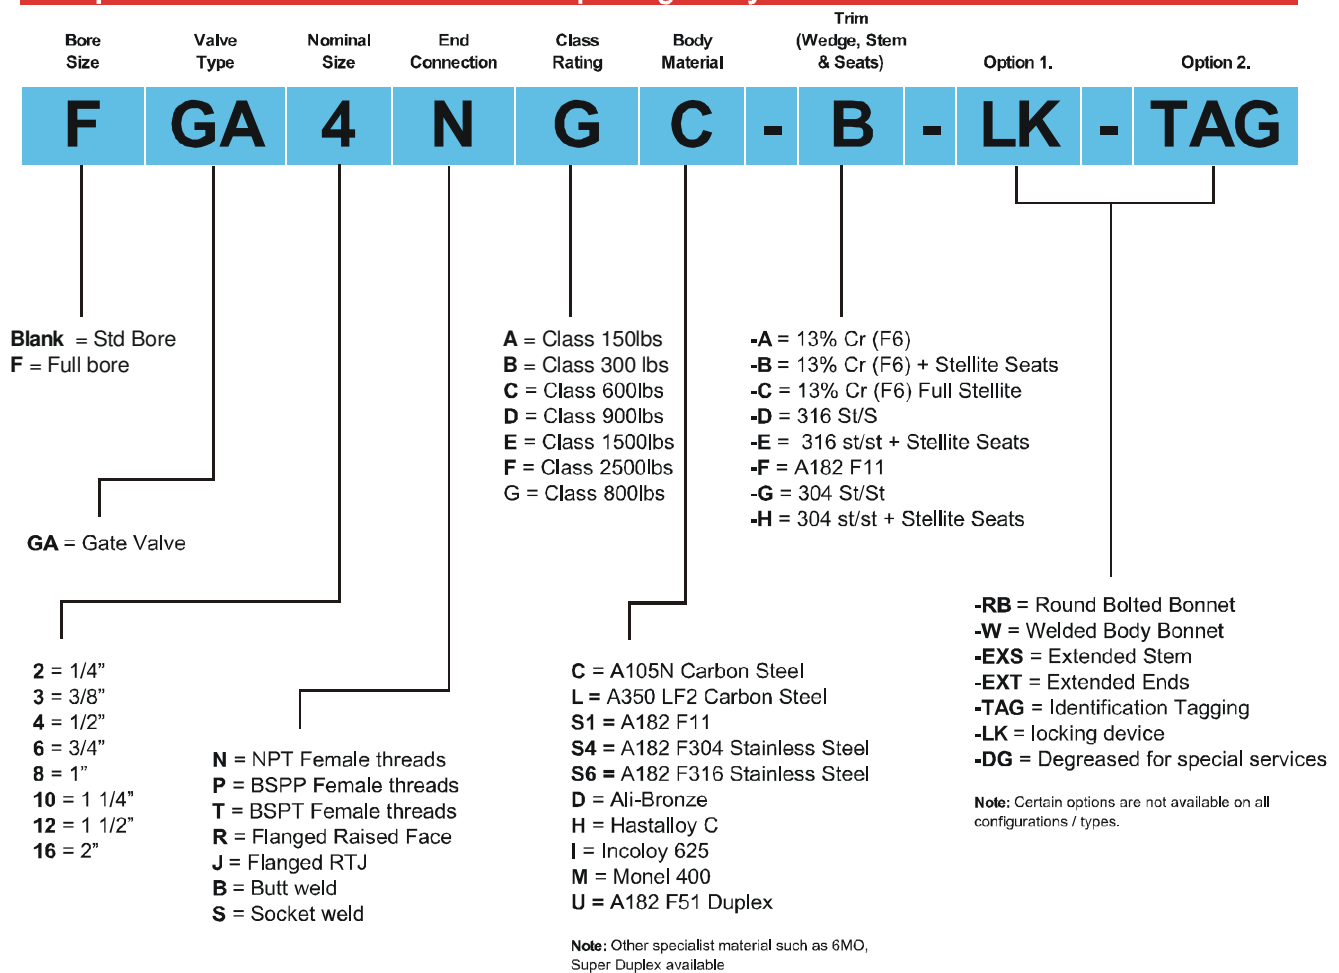 Bore
Size
Valve
Type
Nominal
Size
End
Connection
Class
Rating
Body
Material
Trim
(Wedge, Stem
& Seats)
Option 1.
Option 2.
F GA 4 N G C - B - LK - TAG
Blank = Std Bore
F = Full bore
GA = Gate Valve
2 = 1/4”
3 = 3/8”
4 = 1/2”
6 = 3/4”
8 = 1”
10 = 1 1/4”
12 = 1 1/2”
16 = 2”
N = NPT Female threads
P = BSPP Female threads
T = BSPT Female threads
R = Flanged Raised Face
J = Flanged RTJ
B = Butt weld
S = Socket weld
A = Class 150lbs
B = Class 300 lbs
C = Class 600lbs
D = Class 900lbs
E = Class 1500lbs
F = Class 2500lbs
G = Class 800lbs
C = A105N Carbon Steel
L = A350 LF2 Carbon Steel
S1 = A182 F11
S4 = A182 F304 Stainless Steel
S6 = A182 F316 Stainless Steel
D = Ali-Bronze
H = Hastalloy C
I = Incoloy 625
M = Monel 400
U = A182 F51 Duplex
Note: Other specialist material such as 6MO,
Super Duplex available
-A = 13% Cr (F6)
-B = 13% Cr (F6) + Stellite Seats
-C = 13% Cr (F6) Full Stellite
-D = 316 St/S
-E = 316 st/st + Stellite Seats
-F = A182 F11
-G = 304 St/St
-H = 304 st/st + Stellite Seats
-RB = Round Bolted Bonnet
-W = Welded Body Bonnet
-EXS = Extended Stem
-EXT = Extended Ends
-TAG = Identification Tagging
-LK = locking device
-DG = Degreased for special services
Note: Certain options are not available on all
configurations / types.